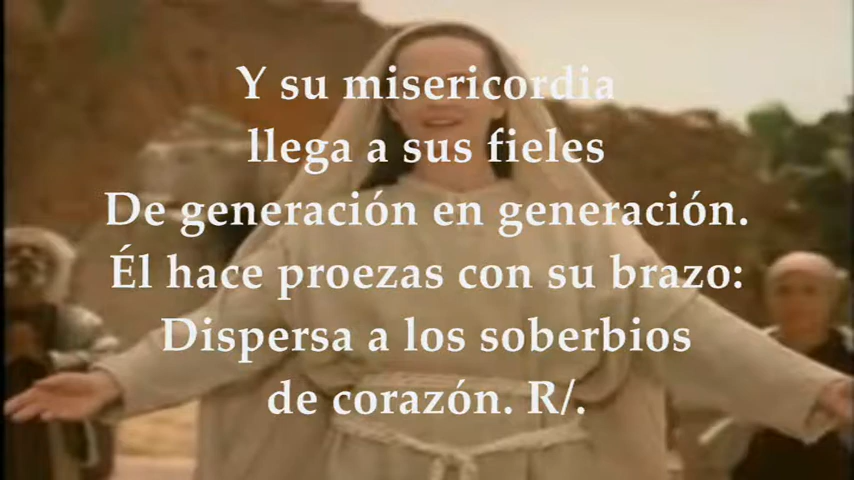 Y su misericordia
llega a sus fieles
De generación en generación.
Él hace proezas con su brazo:
Dispersa a los soberbios
de corazón. R/.